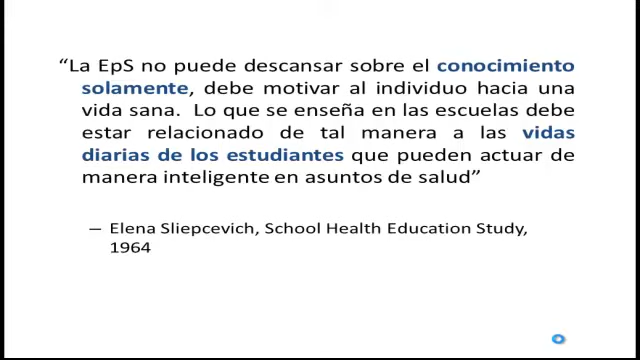 “La EpS no puede descansar sobre el conocimiento
solamente, debe motivar al individuo hacia una
vida sana. Lo que se enseña en las escuelas debe
estar relacionado de tal manera a las vidas
diarias de los estudiantes que pueden actuar de
manera inteligente en asuntos de salud”
– Elena Sliepcevich, School Health Education Study,
1964